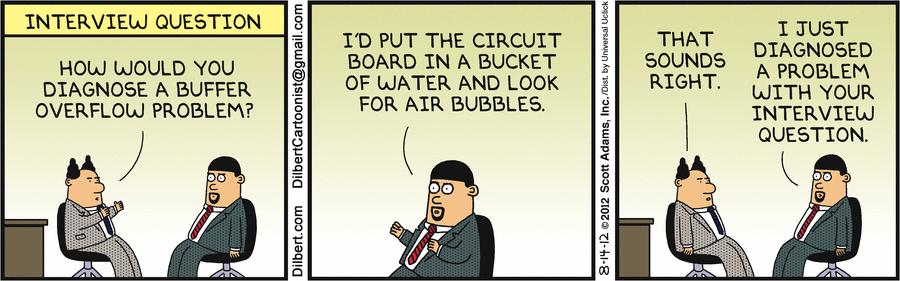 INTERVIEW QUESTION
HOW WOULD YOU
DIAGNOSE A BUFFER
OVERFLOW PROBLEM?
Dilbert.com DilbertCartoonist@gmail.com
I'D PUT THE CIRCUIT
BOARD IN A BUCKET
OF WATER AND LOOK
FOR AIR BUBBLES.
8-14-12 © 2012 Scott Adams, Inc. /Dist. by Universal Uclick
THAT
SOUNDS
RIGHT.
I JUST
DIAGNOSED
A PROBLEM
WITH YOUR
INTERVIEW
QUESTION.